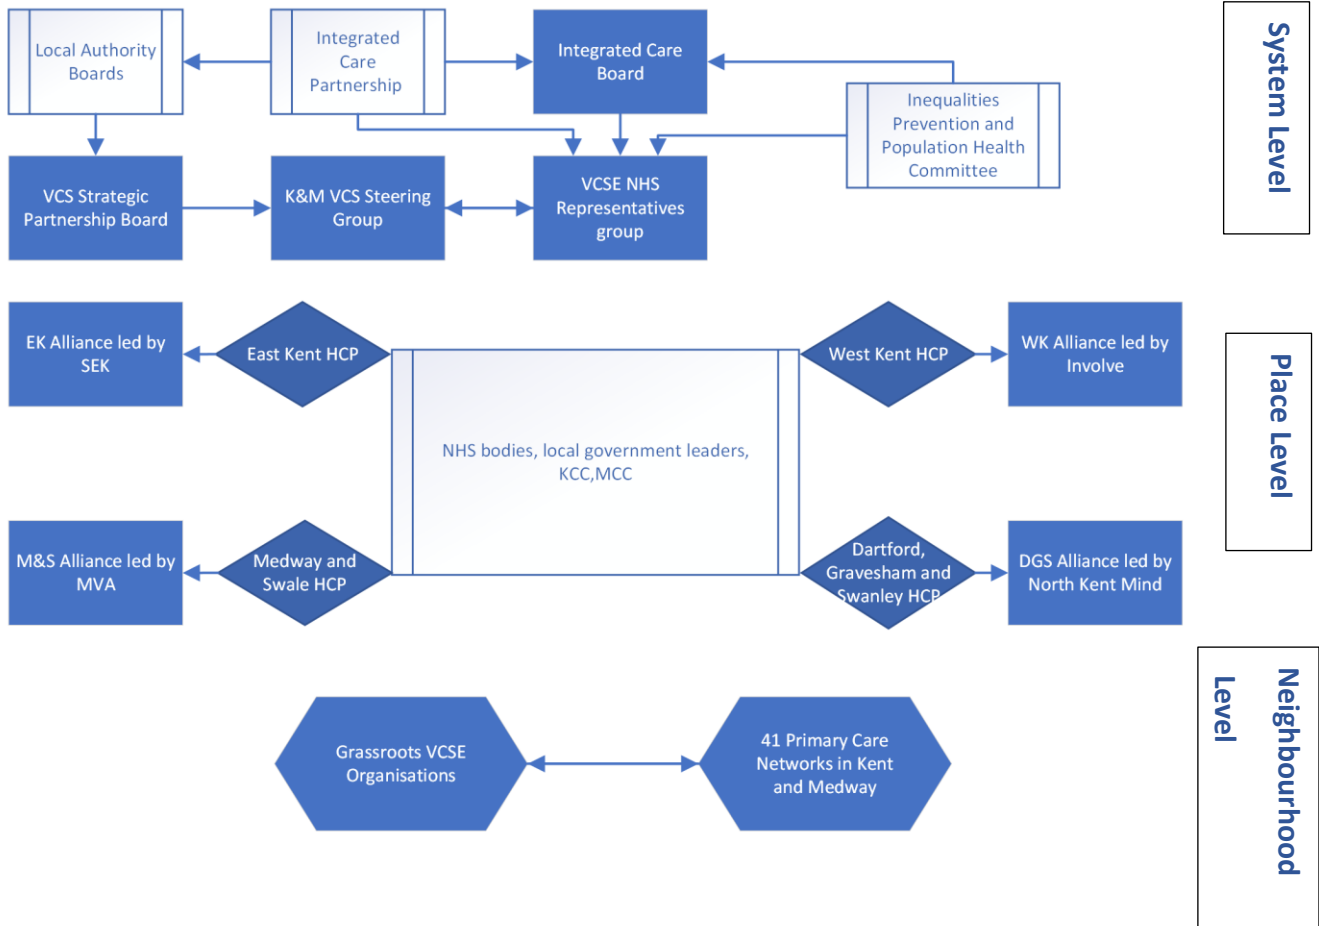 Local Authority
Boards
Integrated
Care
Partnership
Integrated Care
Board
Inequalities
Prevention and
Population Health
Committee
System Level
VCS Strategic
Partnership Board
K&M VCS Steering
Group
VCSE NHS
Representatives
group
EK Alliance led by
SEK
East Kent HCP
West Kent HCP
WK Alliance led by
Involve
Place Level
NHS bodies, local government leaders,
KCC,MCC
M&S Alliance led by
MVA
Medway and
Swale HCP
Dartford,
Gravesham and
Swanley HCP
DGS Alliance led by
North Kent Mind
Neighbourhood
Level
Grassroots VCSE
Organisations
41 Primary Care
Networks in Kent
and Medway